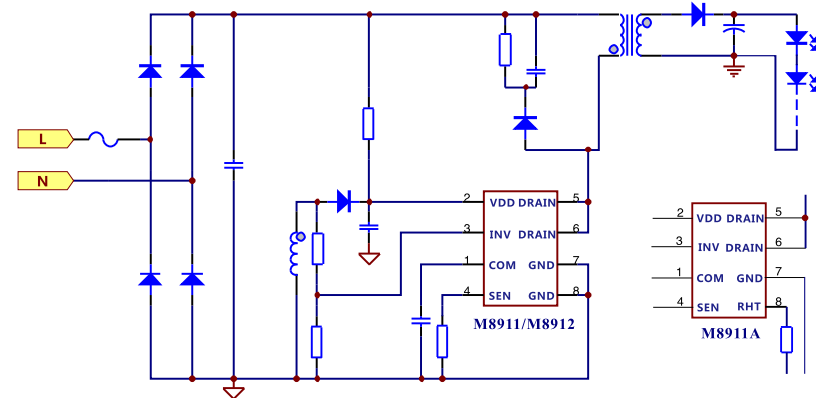 L
N
2 VDD DRAIN 5
3 INV DRAIN 6
1 COM GND 7
4 SEN GND 8
M8911/M8912
2 VDD DRAIN 5
3 INV DRAIN 6
1 COM GND 7
4 SEN RHT 8
M8911A